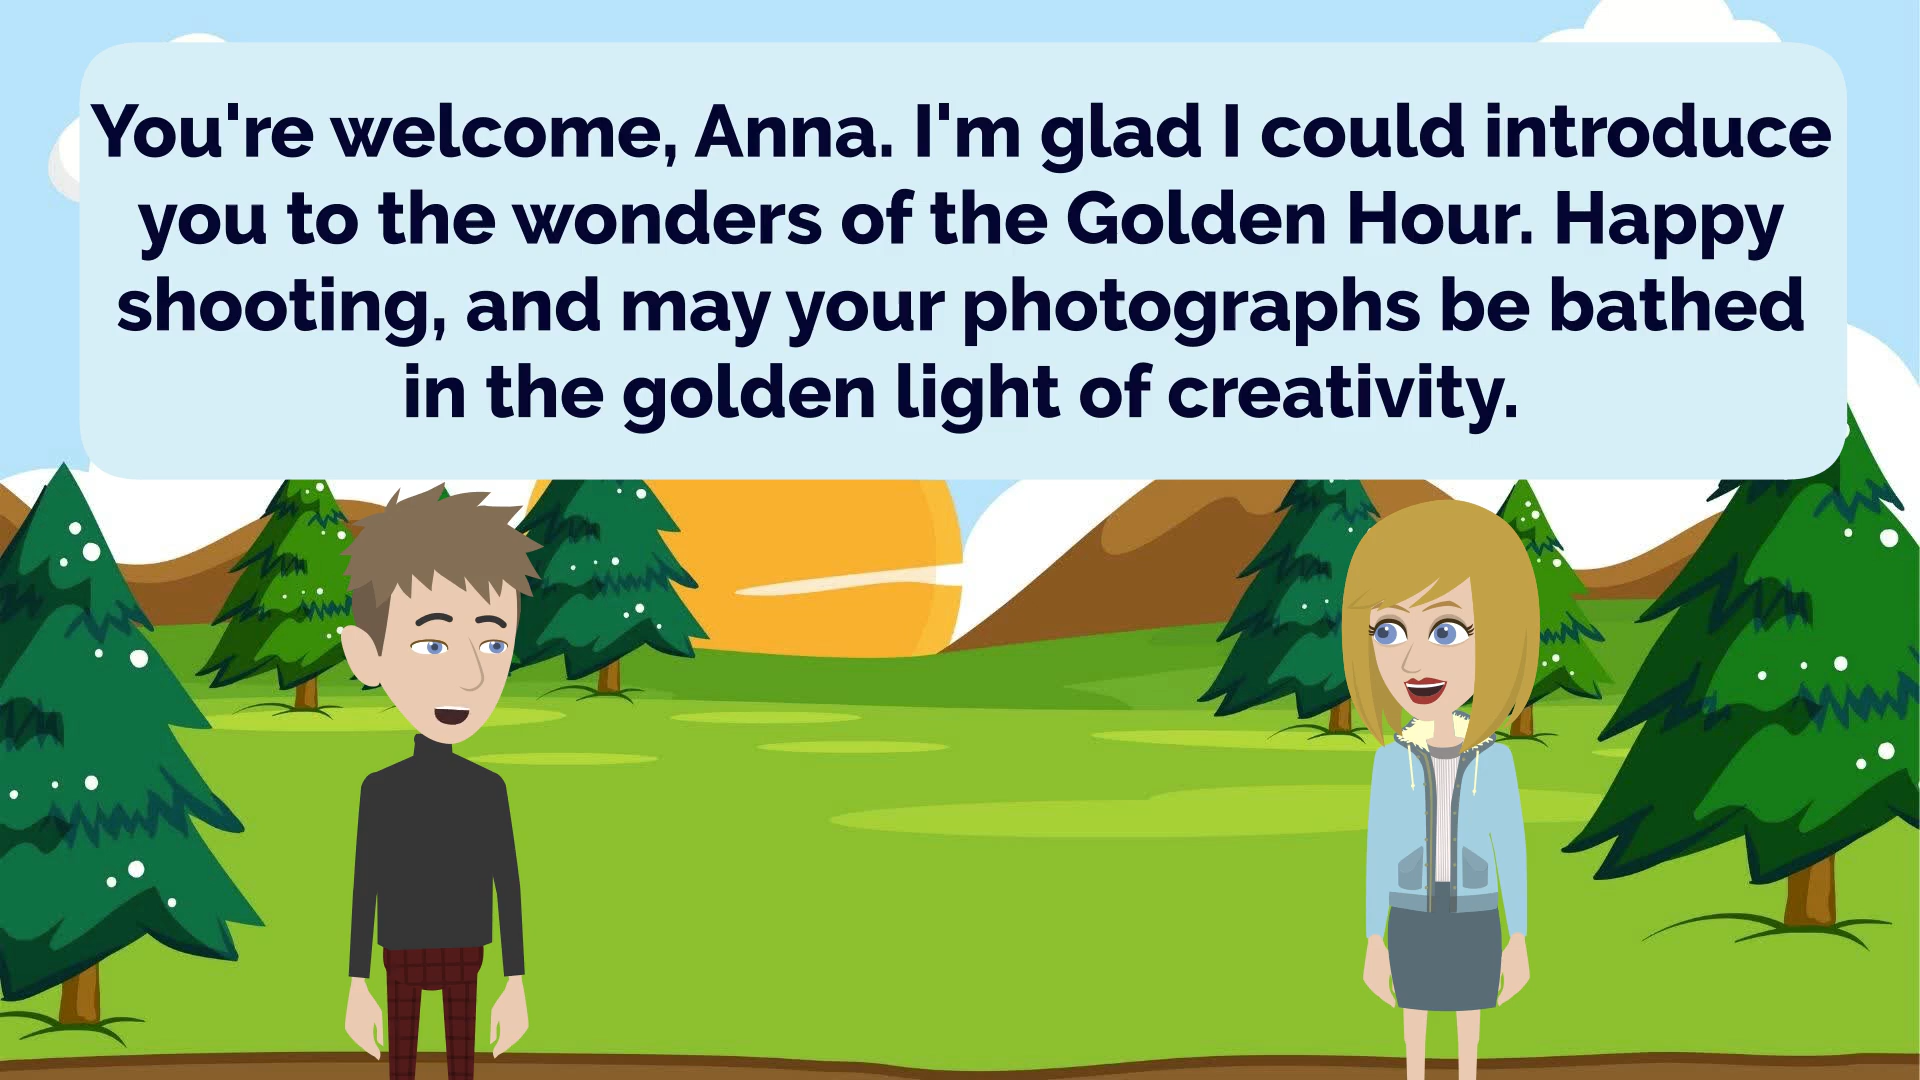 You're welcome, Anna. I'm glad I could introduce
you to the wonders of the Golden Hour. Happy
shooting, and may your photographs be bathed
in the golden light of creativity.